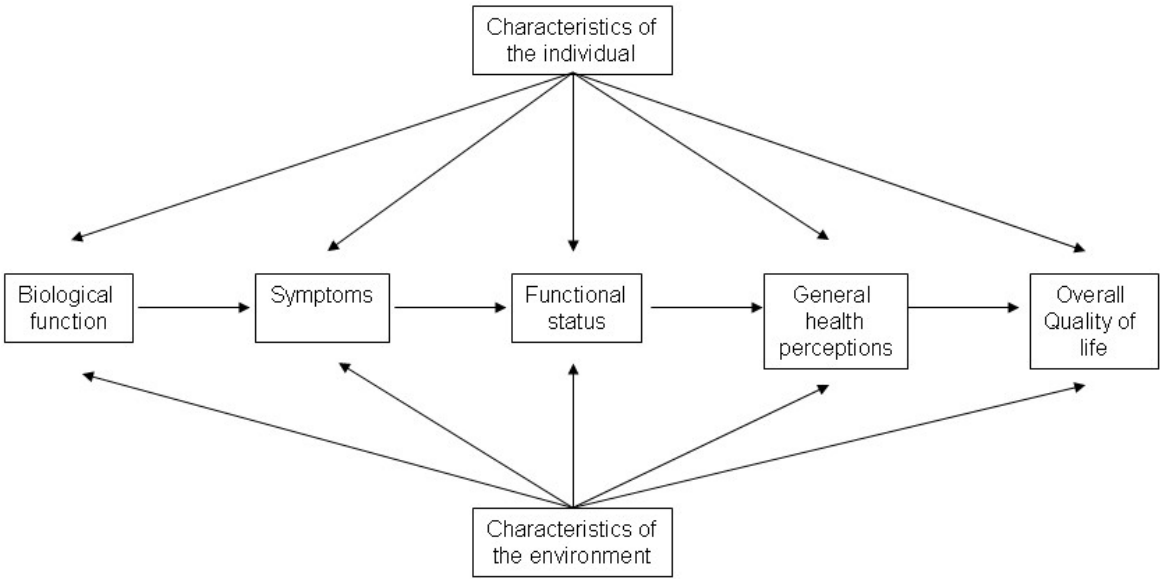 Characteristics of
the individual
Biological
function
Symptoms
Functional
status
General
health
perceptions
Overall
Quality of
life
Characteristics of
the environment